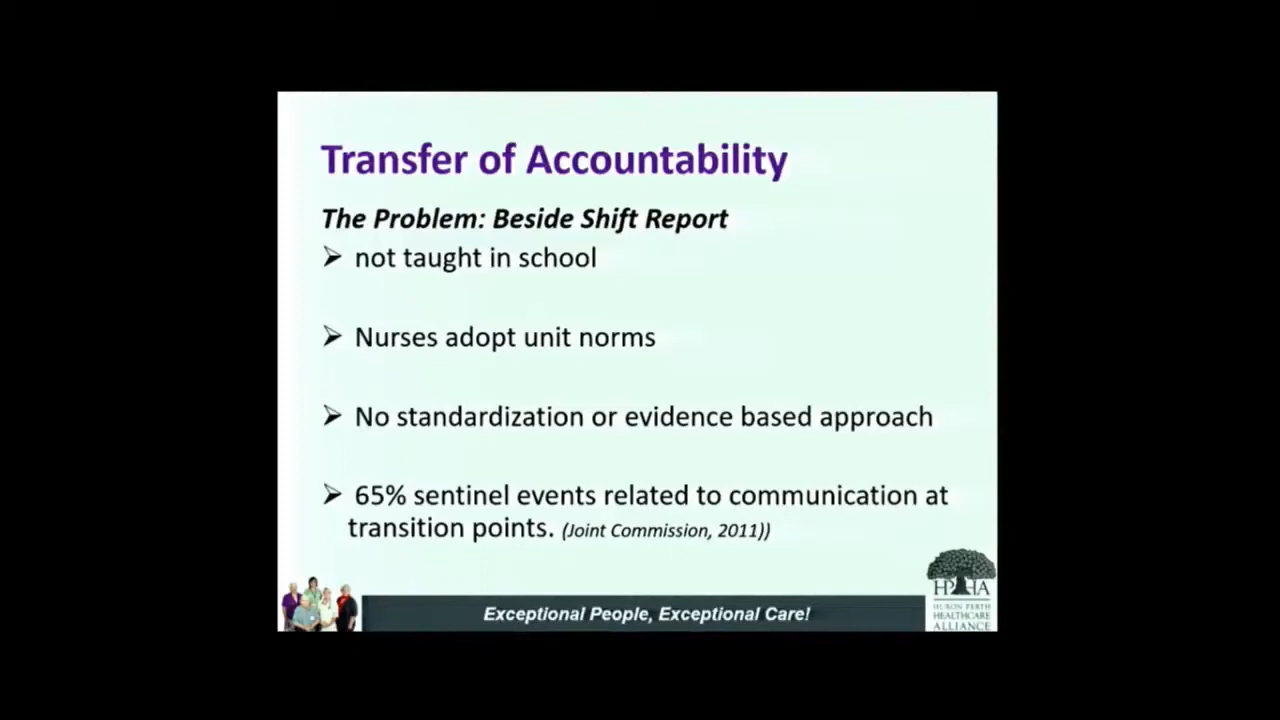 Transfer of Accountability
The Problem: Beside Shift Report
➢ not taught in school
➢ Nurses adopt unit norms
➢ No standardization or evidence based approach
➢ 65% sentinel events related to communication at
transition points. (Joint Commission, 2011))
Exceptional People, Exceptional Care!
HPHA
HURON PERTH
HEALTHCARE
ALLIANCE